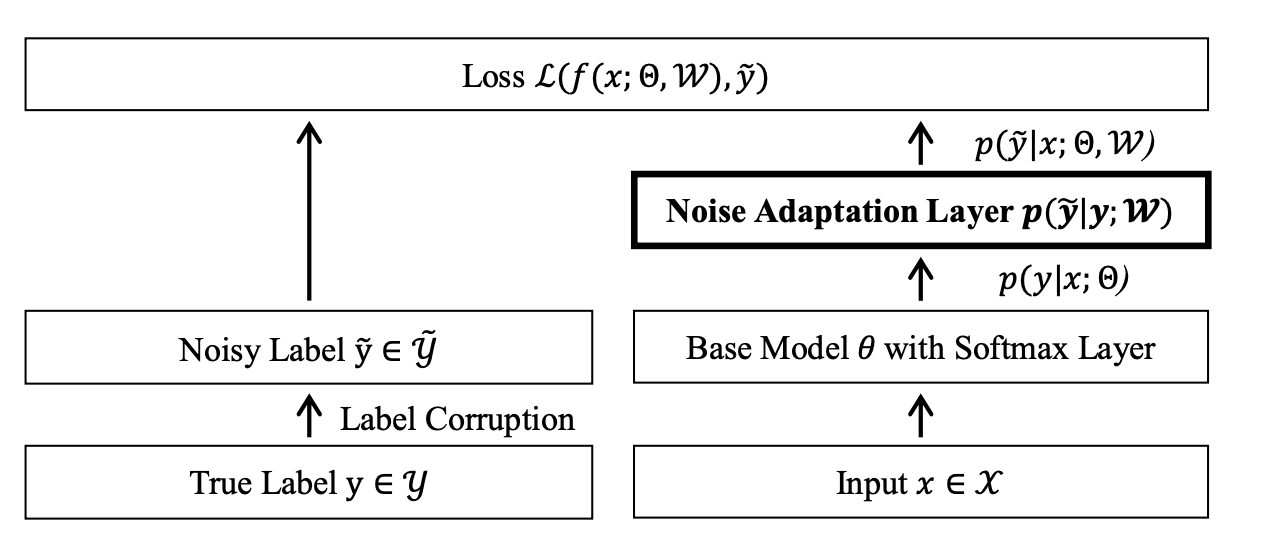 Loss ℒ(f(x; Θ, 𝒲), ỹ)
p(ỹ|x; Θ, 𝒲)
Noise Adaptation Layer p(ỹ|y; 𝒲)
p(y|x; Θ)
Noisy Label ỹ ∈ 𝒴̃
Base Model θ with Softmax Layer
Label Corruption
True Label y ∈ 𝒴
Input x ∈ 𝒳